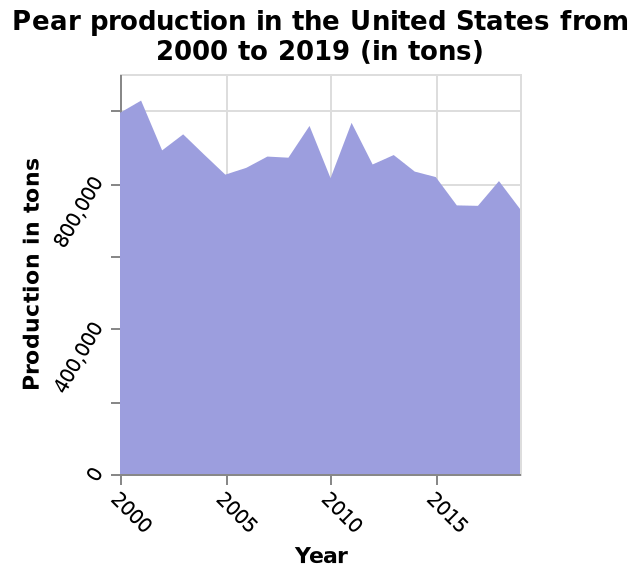 Pear production in the United States from
2000 to 2019 (in tons)
Production in tons
800,000
400,000
0
2000
2005
2010
2015
Year